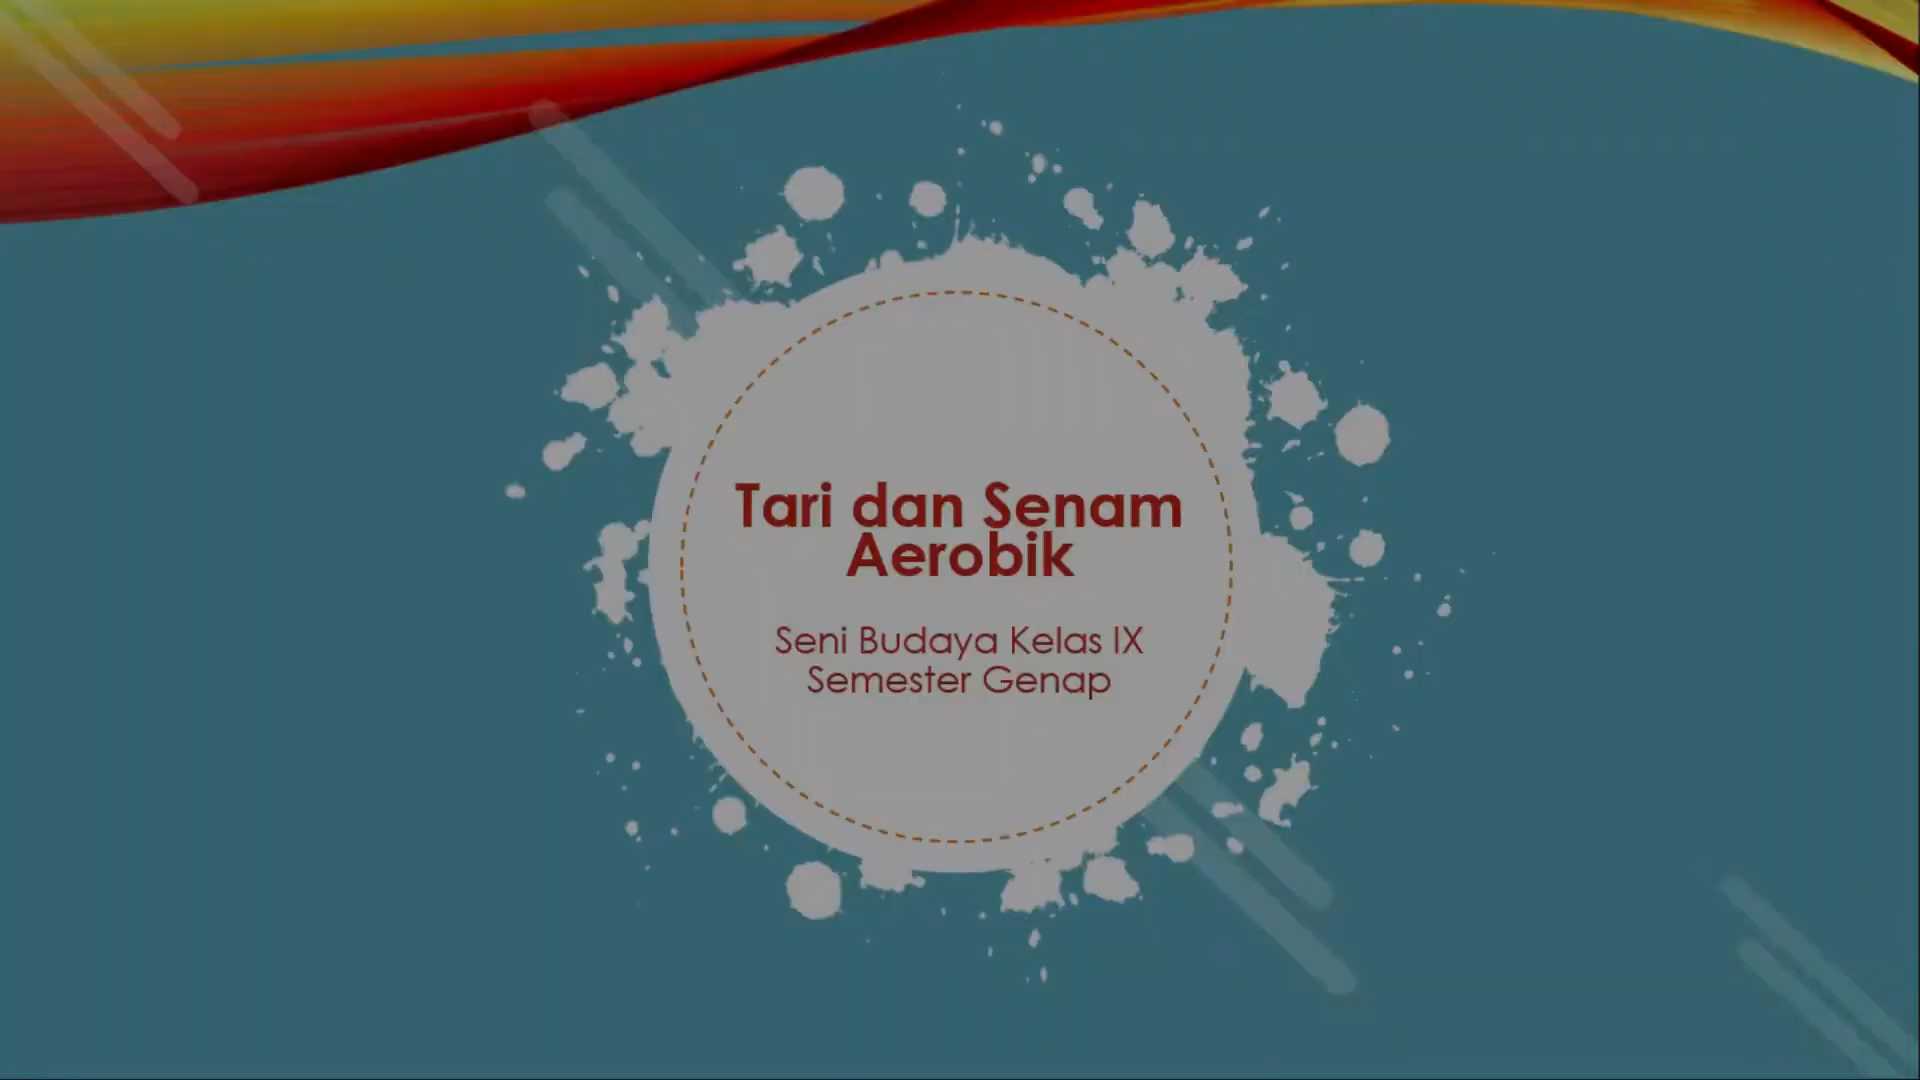 Tari dan Senam
Aerobik
Seni Budaya Kelas IX
Semester Genap